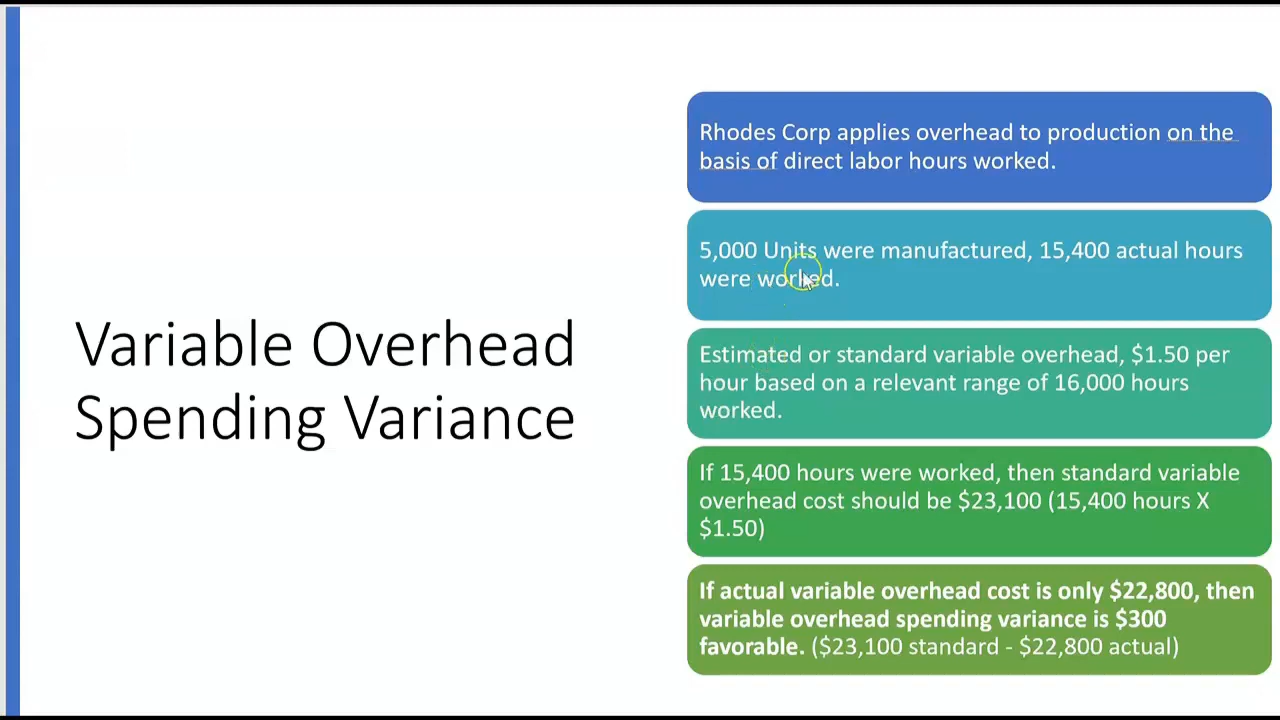 Variable Overhead
Spending Variance
Rhodes Corp applies overhead to production on the
basis of direct labor hours worked.
5,000 Units were manufactured, 15,400 actual hours
were worked.
Estimated or standard variable overhead, $1.50 per
hour based on a relevant range of 16,000 hours
worked.
If 15,400 hours were worked, then standard variable
overhead cost should be $23,100 (15,400 hours X
$1.50)
If actual variable overhead cost is only $22,800, then
variable overhead spending variance is $300
favorable. ($23,100 standard - $22,800 actual)